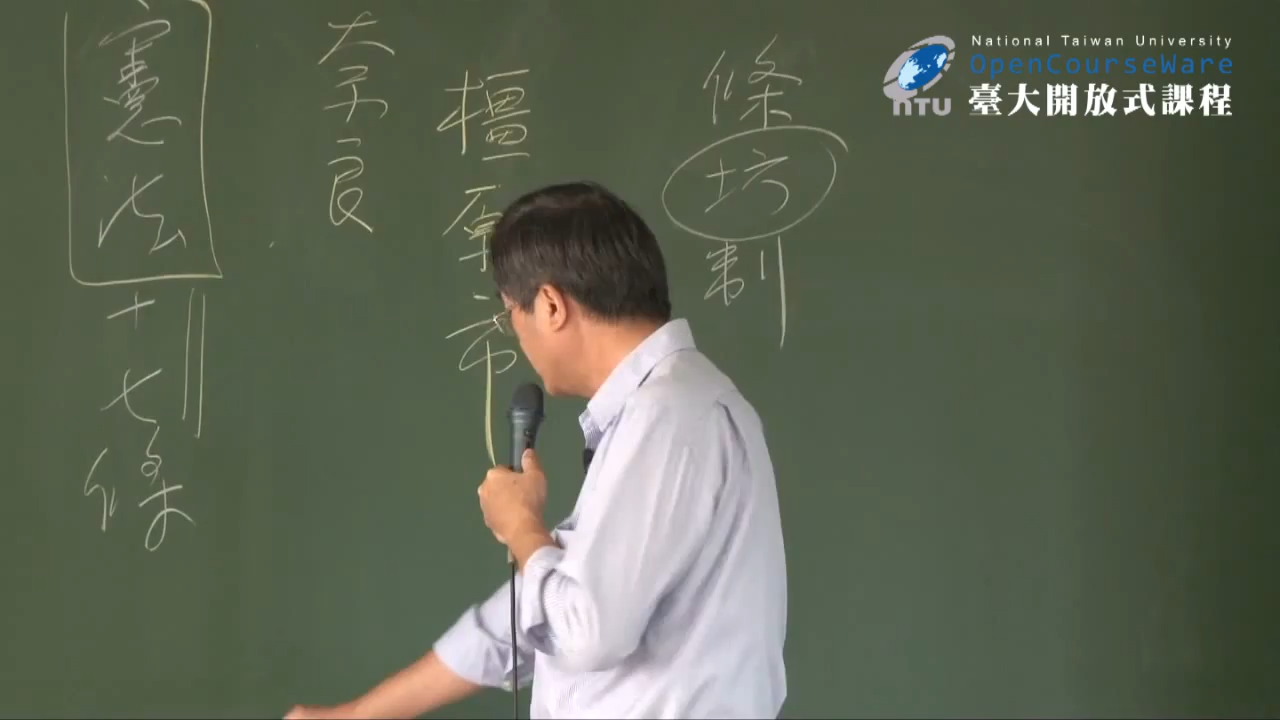 憲法十七条
奈良
橿原市
條坊制
National Taiwan University
OpenCourseWare
臺大開放式課程
NTU